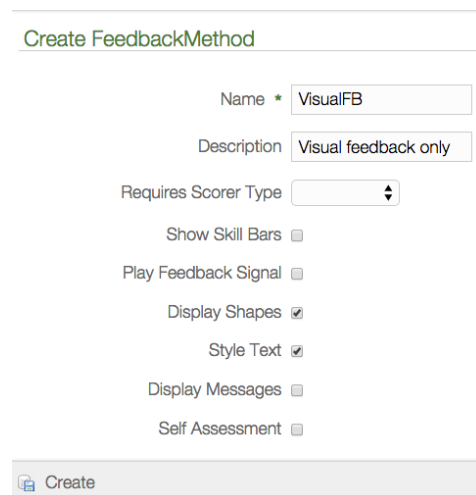 Create FeedbackMethod
Name * VisualFB
Description Visual feedback only
Requires Scorer Type
Show Skill Bars
Play Feedback Signal
Display Shapes
Style Text
Display Messages
Self Assessment
Create